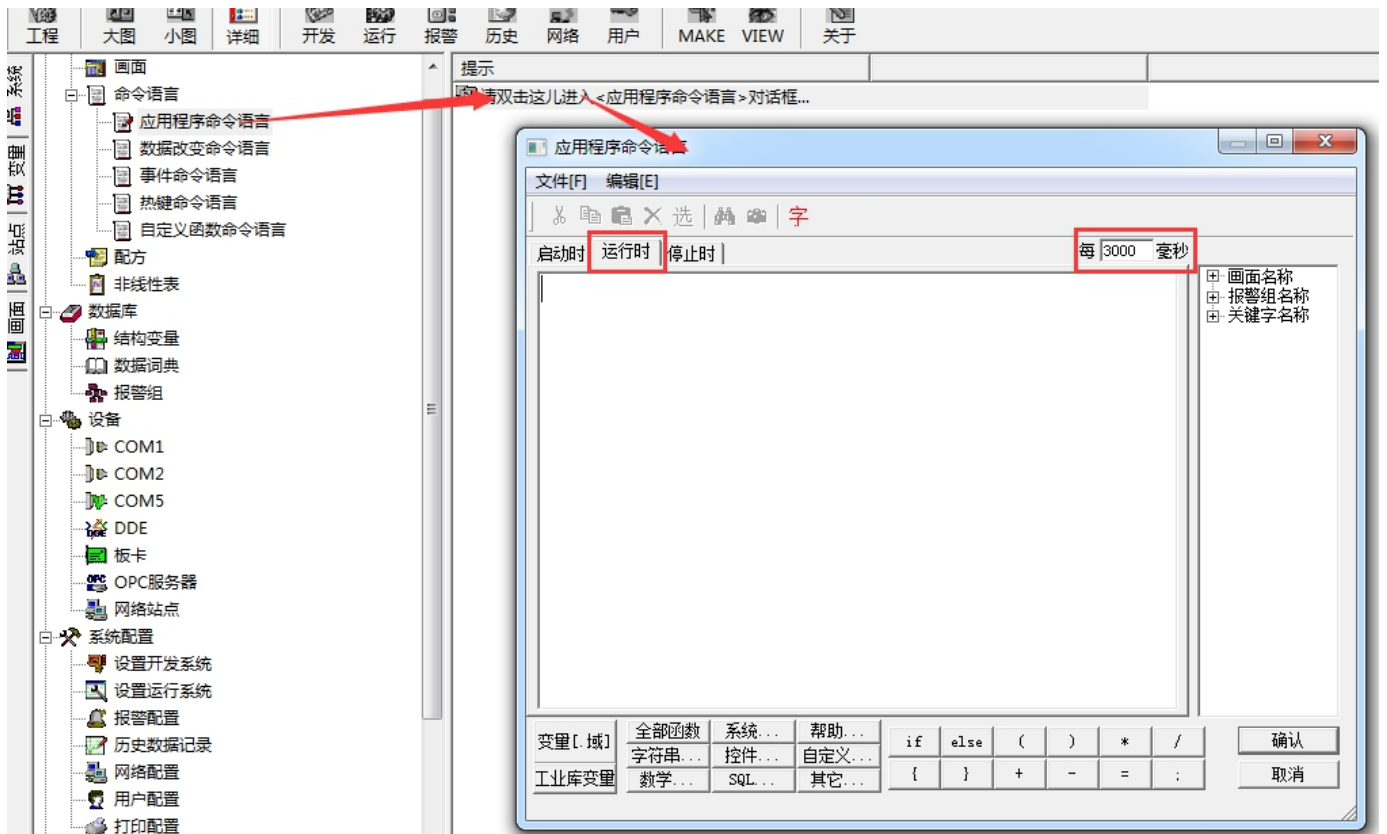 工程 大图 小图 详细 开发 运行 报警 历史 网络 用户 MAKE VIEW 关于
系统
变量
站点
画面
画面
命令语言
应用程序命令语言
数据改变命令语言
事件命令语言
热键命令语言
自定义函数命令语言
配方
非线性表
数据库
结构变量
数据词典
报警组
设备
COM1
COM2
COM5
DDE
板卡
OPC服务器
网络站点
系统配置
设置开发系统
设置运行系统
报警配置
历史数据记录
网络配置
用户配置
打印配置
提示
请双击这儿进入<应用程序命令语言>对话框...
应用程序命令语言
文件[F] 编辑[E]
选 字
启动时 运行时 停止时 每 3000 毫秒
画面名称
报警组名称
关键字名称
变量[.域] 全部函数 系统... 帮助... if else ( ) * / 确认
字符串... 控件... 自定义...
工业库变量 数学... SQL... 其它... { } + - = ; 取消